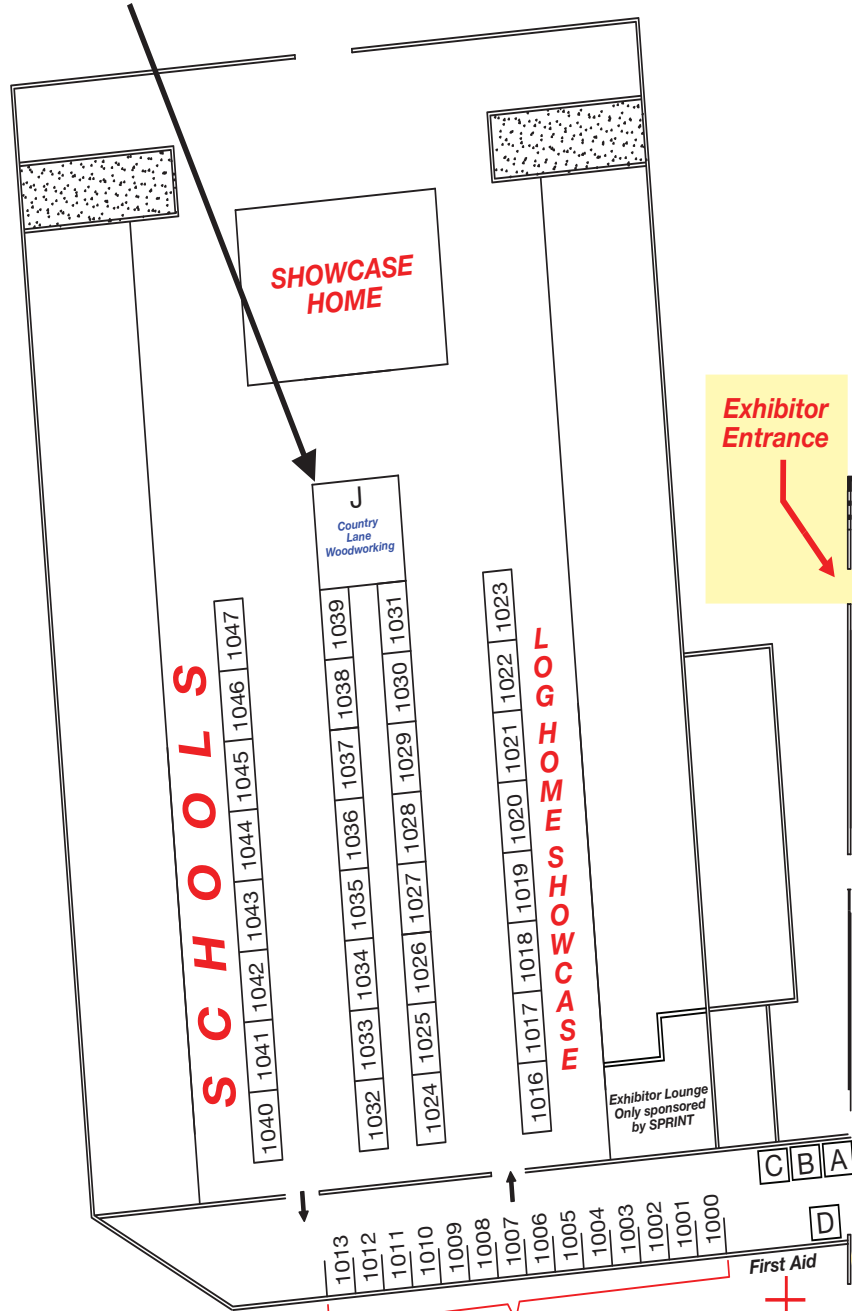 SHOWCASE
HOME
Exhibitor
Entrance
J
Country
Lane
Woodworking
SCHOOLS
1047
1046
1045
1044
1043
1042
1041
1040
1039
1038
1037
1036
1035
1034
1033
1032
1031
1030
1029
1028
1027
1026
1025
1024
1023
1022
1021
1020
1019
1018
1017
1016
LOG HOME SHOWCASE
Exhibitor Lounge
Only sponsored
by SPRINT
C B A
D
1013
1012
1011
1010
1009
1008
1007
1006
1005
1004
1003
1002
1001
1000
First Aid